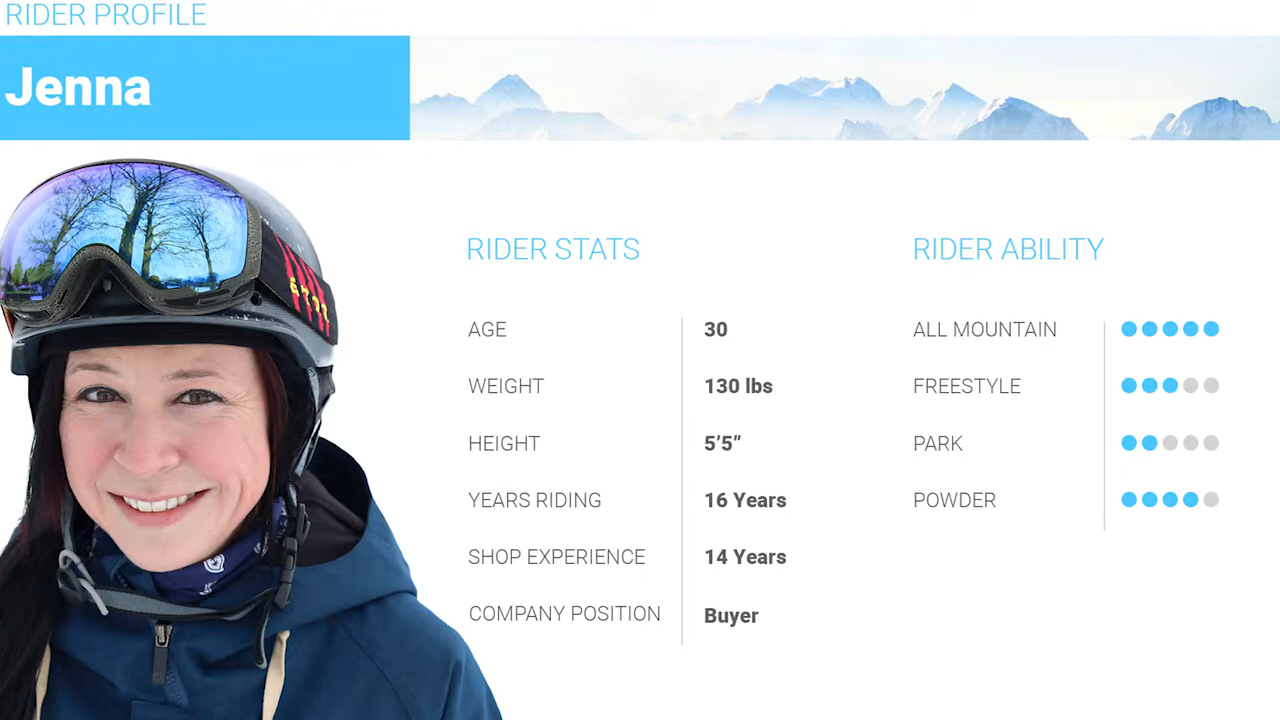 RIDER PROFILE
Jenna
RIDER STATS
AGE 30
WEIGHT 130 lbs
HEIGHT 5’5”
YEARS RIDING 16 Years
SHOP EXPERIENCE 14 Years
COMPANY POSITION Buyer
RIDER ABILITY
ALL MOUNTAIN
FREESTYLE
PARK
POWDER